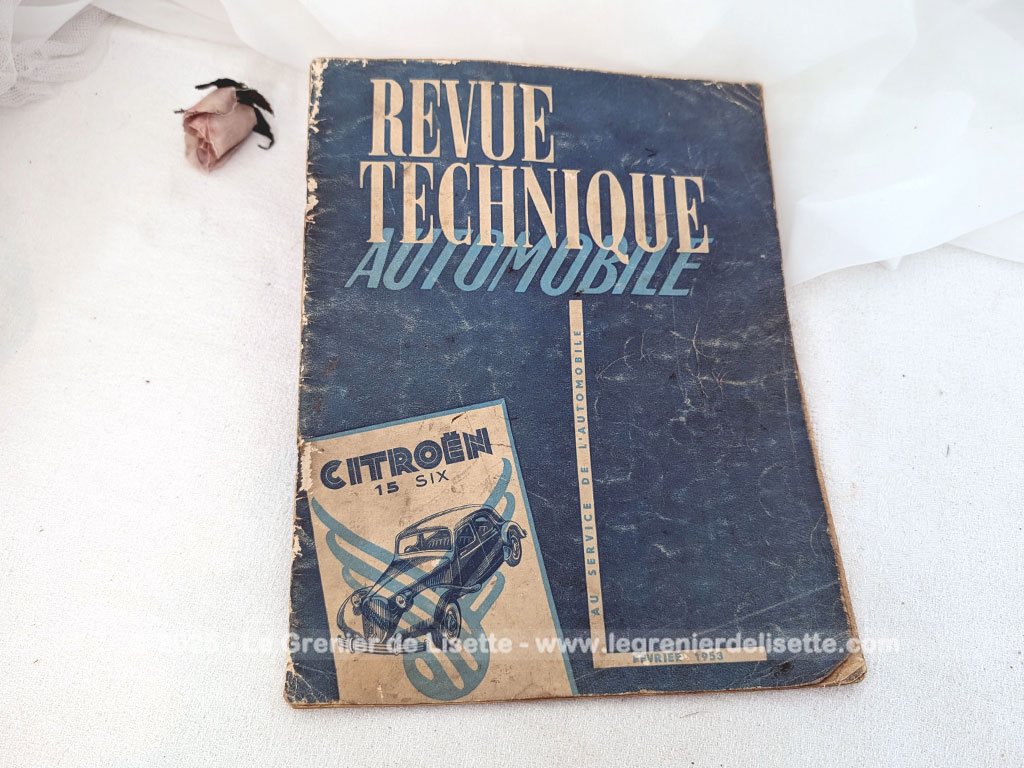 REVUE
TECHNIQUE
AUTOMOBILE
AU SERVICE DE L'AUTOMOBILE
CITROËN
15 SIX
Le Grenier de Lisette - www.legrenierdelisette.com
FÉVRIER 1953